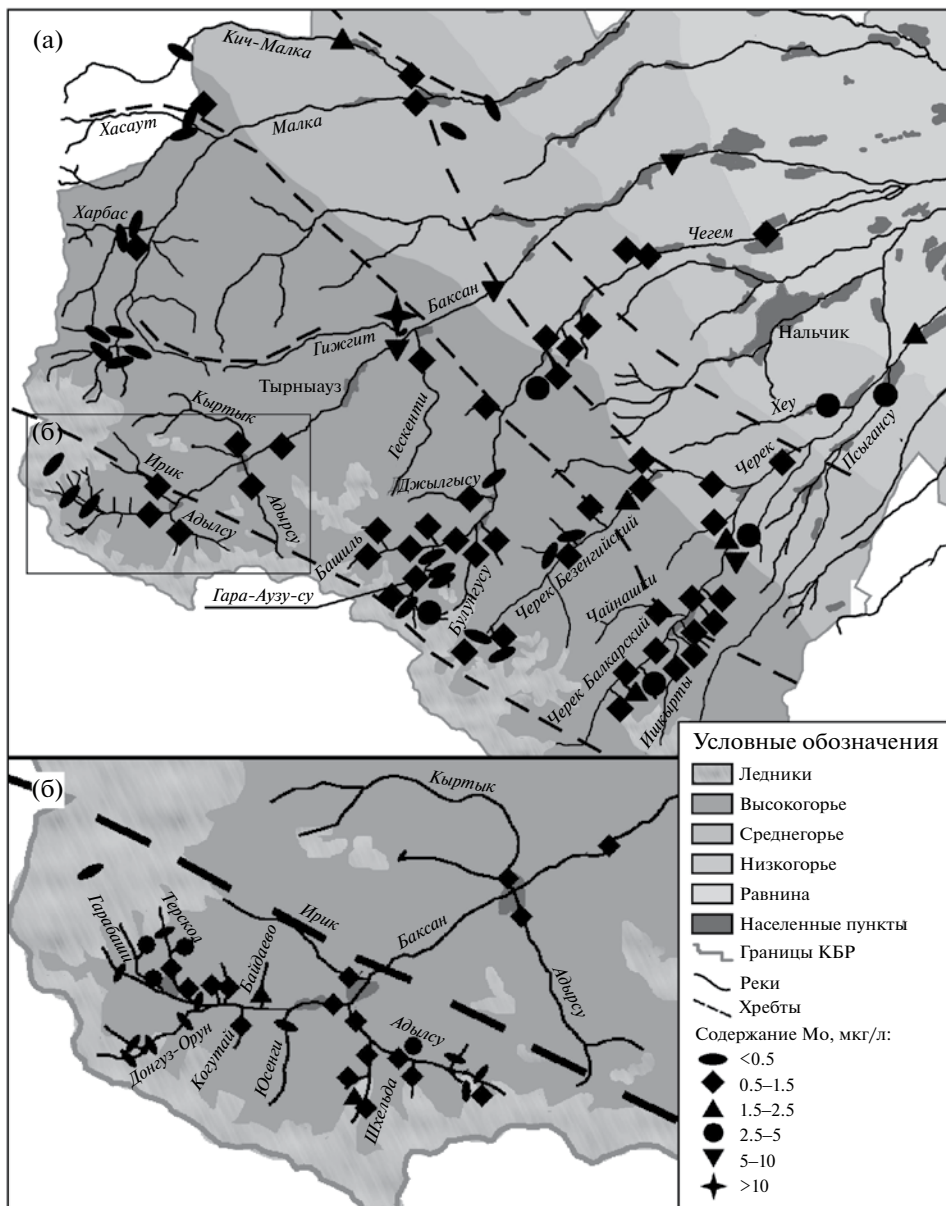 (а)
Кич-Малка
Хасаут
Малка
Харбас
Чегем
Баксан
Гижгит
Нальчик
Тырныауз
Кыртык
Хеу
(б)
Гескенти
Черек
Псыгансу
Ирик
Джылгысу
Адырсу
Адылсу
Башиль
Черек Безенгийский
Гара-Аузу-су
Булунгусу
Чайнашки
Черек Балкарский
Ишкырты
(б)
Кыртык
Ирик
Баксан
Терскол
Гарабаши
Байдаево
Адырсу
Адылсу
Донгуз-Орун
Когутай
Юсенги
Шхельда
Условные обозначения
Ледники
Высокогорье
Среднегорье
Низкогорье
Равнина
Населенные пункты
Границы КБР
Реки
Хребты
Содержание Мо, мкг/л:
<0.5
0.5–1.5
1.5–2.5
2.5–5
5–10
>10